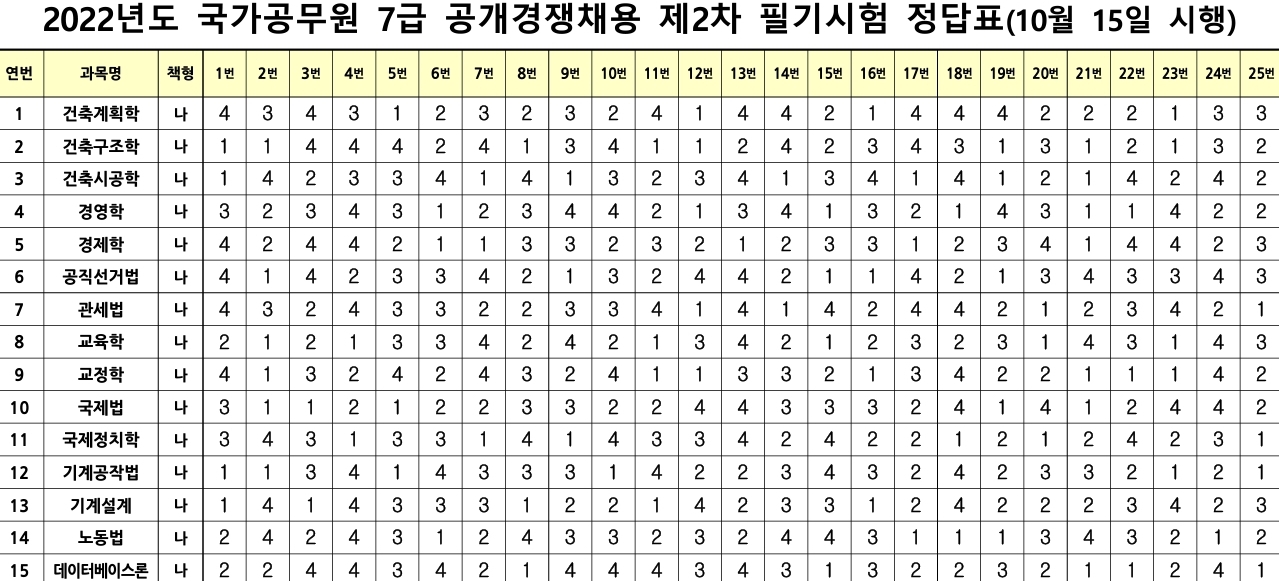 2022년도 국가공무원 7급 공개경쟁채용 제2차 필기시험 정답표(10월 15일 시행)
연번 과목명 책형 1번 2번 3번 4번 5번 6번 7번 8번 9번 10번 11번 12번 13번 14번 15번 16번 17번 18번 19번 20번 21번 22번 23번 24번 25번
1 건축계획학 나 4 3 4 3 1 2 3 2 3 2 4 1 4 4 2 1 4 4 4 2 2 2 1 3 3
2 건축구조학 나 1 1 4 4 4 2 4 1 3 4 1 1 2 4 2 3 4 3 1 3 1 2 1 3 2
3 건축시공학 나 1 4 2 3 3 4 1 4 1 3 2 3 4 1 3 4 1 4 1 2 1 4 2 4 2
4 경영학 나 3 2 3 4 3 1 2 3 4 4 2 1 3 4 1 3 2 1 4 3 1 1 4 2 2
5 경제학 나 4 2 4 4 2 1 1 3 3 2 3 2 1 2 3 3 1 2 3 4 1 4 4 2 3
6 공직선거법 나 4 1 4 2 3 3 4 2 1 3 2 4 4 2 1 1 4 2 1 3 4 3 3 4 3
7 관세법 나 4 3 2 4 3 3 2 2 3 3 4 1 4 1 4 2 4 4 2 1 2 3 4 2 1
8 교육학 나 2 1 2 1 3 3 4 2 4 2 1 3 4 2 1 2 3 2 3 1 4 3 1 4 3
9 교정학 나 4 1 3 2 4 2 4 3 2 4 1 1 3 3 2 1 3 4 2 2 1 1 1 4 2
10 국제법 나 3 1 1 2 1 2 2 3 3 2 2 4 4 3 3 3 2 4 1 4 1 2 4 4 2
11 국제정치학 나 3 4 3 1 3 3 1 4 1 4 3 3 4 2 4 2 2 1 2 1 2 4 2 3 1
12 기계공작법 나 1 1 3 4 1 4 3 3 3 1 4 2 2 3 4 3 2 4 2 3 3 2 1 2 1
13 기계설계 나 1 4 1 4 3 3 3 1 2 2 1 4 2 3 3 1 2 4 2 2 2 3 4 2 3
14 노동법 나 2 4 2 4 3 1 2 4 3 3 2 3 2 4 4 3 1 1 1 3 4 3 2 1 2
15 데이터베이스론 나 2 2 4 4 3 4 2 1 4 4 4 3 4 3 1 3 2 2 3 2 1 1 2 4 1